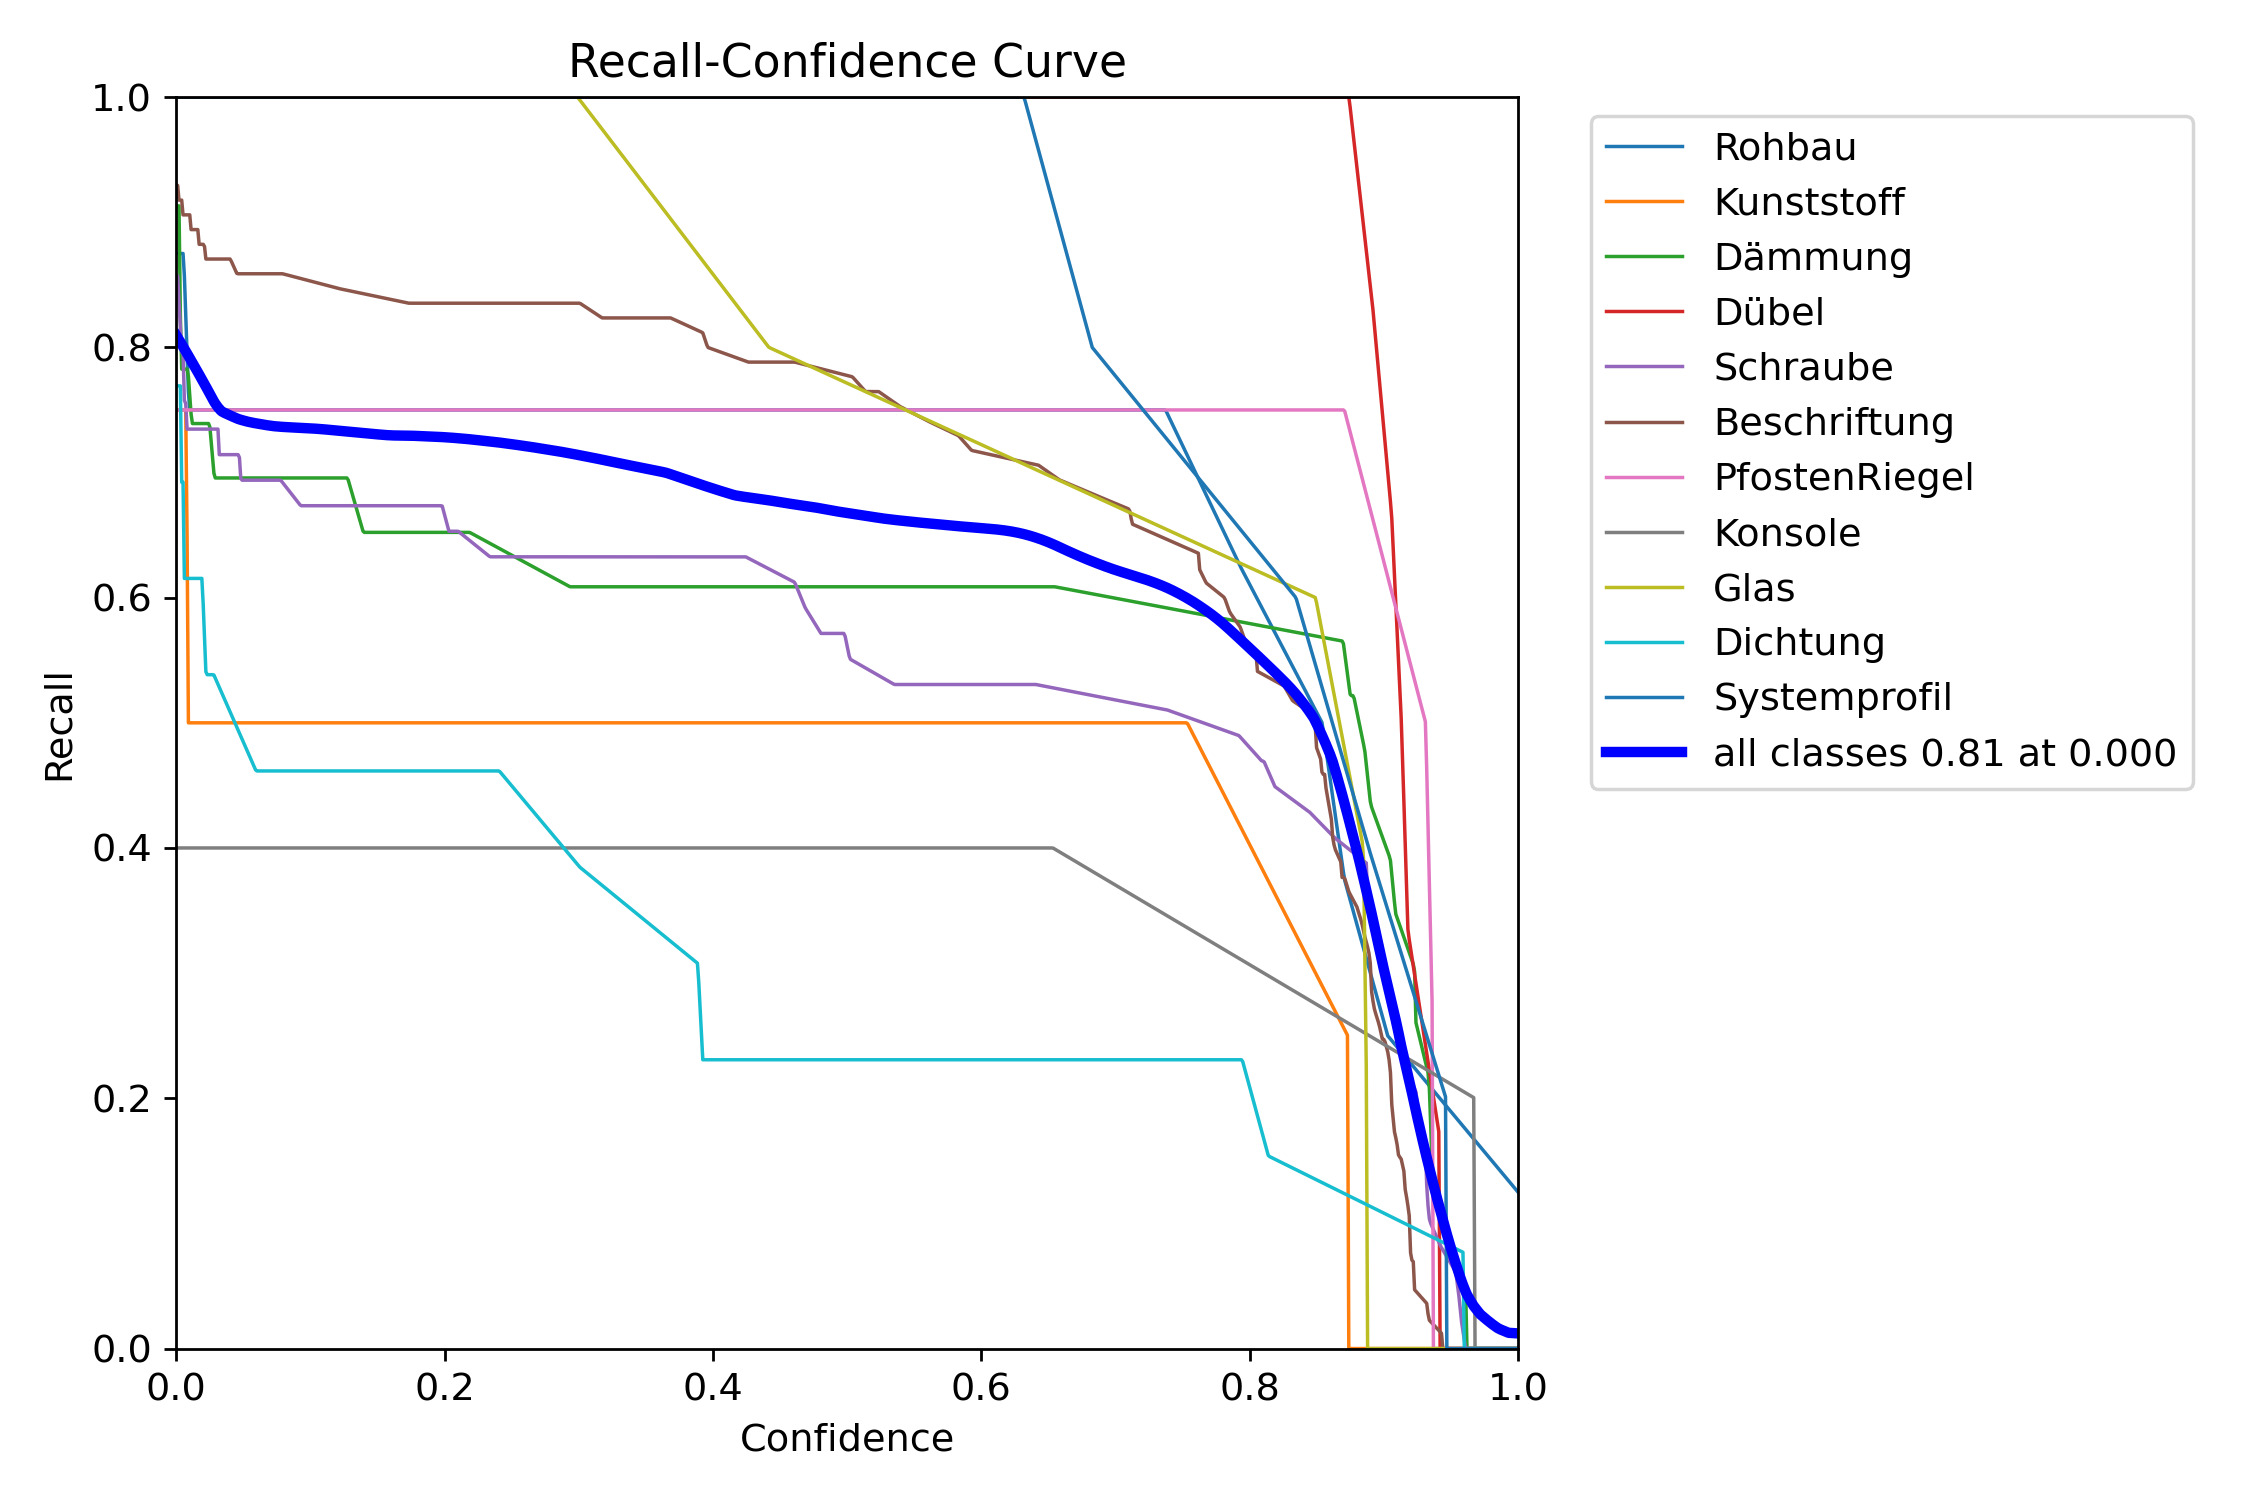 Recall-Confidence Curve
1.0
0.8
0.6
0.4
0.2
0.0
Recall
0.0 0.2 0.4 0.6 0.8 1.0
Confidence
Rohbau
Kunststoff
Dämmung
Dübel
Schraube
Beschriftung
PfostenRiegel
Konsole
Glas
Dichtung
Systemprofil
all classes 0.81 at 0.000